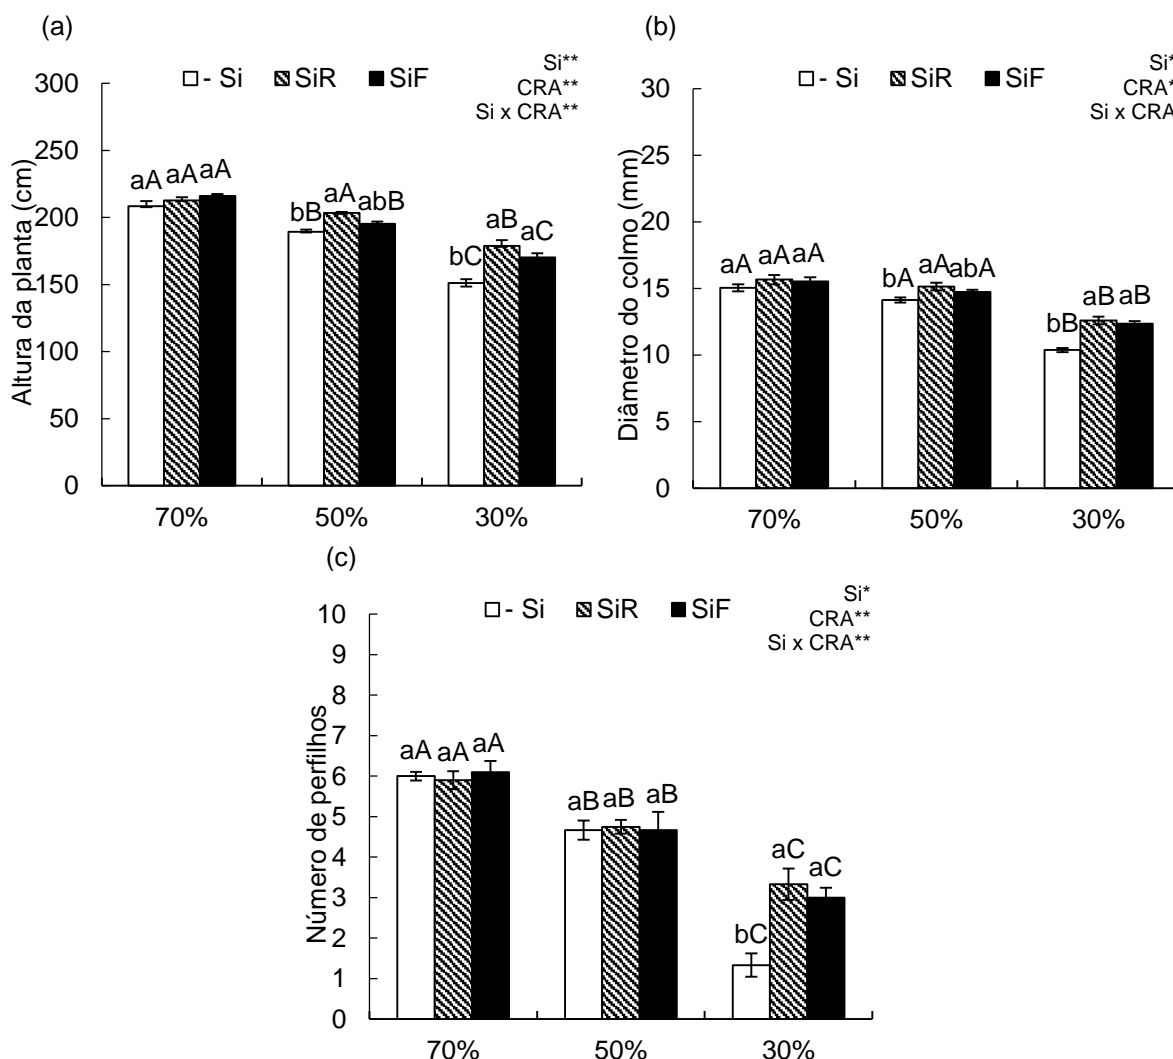 (a)
- Si SiR SiF
Si**
CRA**
Si x CRA**
Altura da planta (cm)
300
250
200
150
100
50
0
aA aA aA
bB aA abB
bC aB aC
70% 50% 30%
(b)
- Si SiR SiF
Si*
CRA*
Si x CRA
Diâmetro do colmo (mm)
30
25
20
15
10
5
0
aA aA aA
bA aA abA
bB aB aB
70% 50% 30%
(c)
- Si SiR SiF
Si*
CRA**
Si x CRA**
Número de perfilhos
10
9
8
7
6
5
4
3
2
1
0
aA aA aA
aB aB aB
bC aC aC
70% 50% 30%